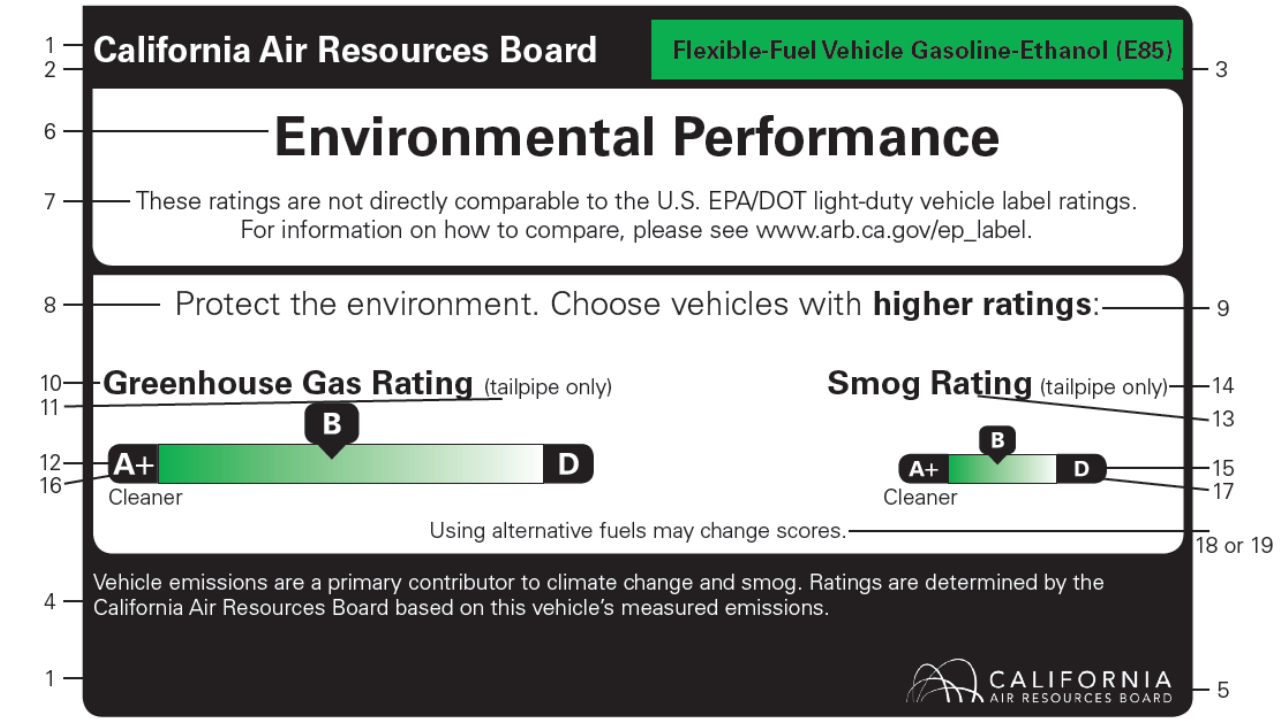 1
California Air Resources Board
Flexible-Fuel Vehicle Gasoline-Ethanol (E85)
2
3
6
Environmental Performance
7
These ratings are not directly comparable to the U.S. EPA/DOT light-duty vehicle label ratings.
For information on how to compare, please see www.arb.ca.gov/ep_label.
8
Protect the environment. Choose vehicles with higher ratings:
9
10
Greenhouse Gas Rating (tailpipe only)
Smog Rating (tailpipe only)
14
11
13
B
B
12
A+
D
A+
D
15
16
17
Cleaner
Cleaner
Using alternative fuels may change scores.
18 or 19
Vehicle emissions are a primary contributor to climate change and smog. Ratings are determined by the
4
California Air Resources Board based on this vehicle's measured emissions.
1
CALIFORNIA
AIR RESOURCES BOARD
5